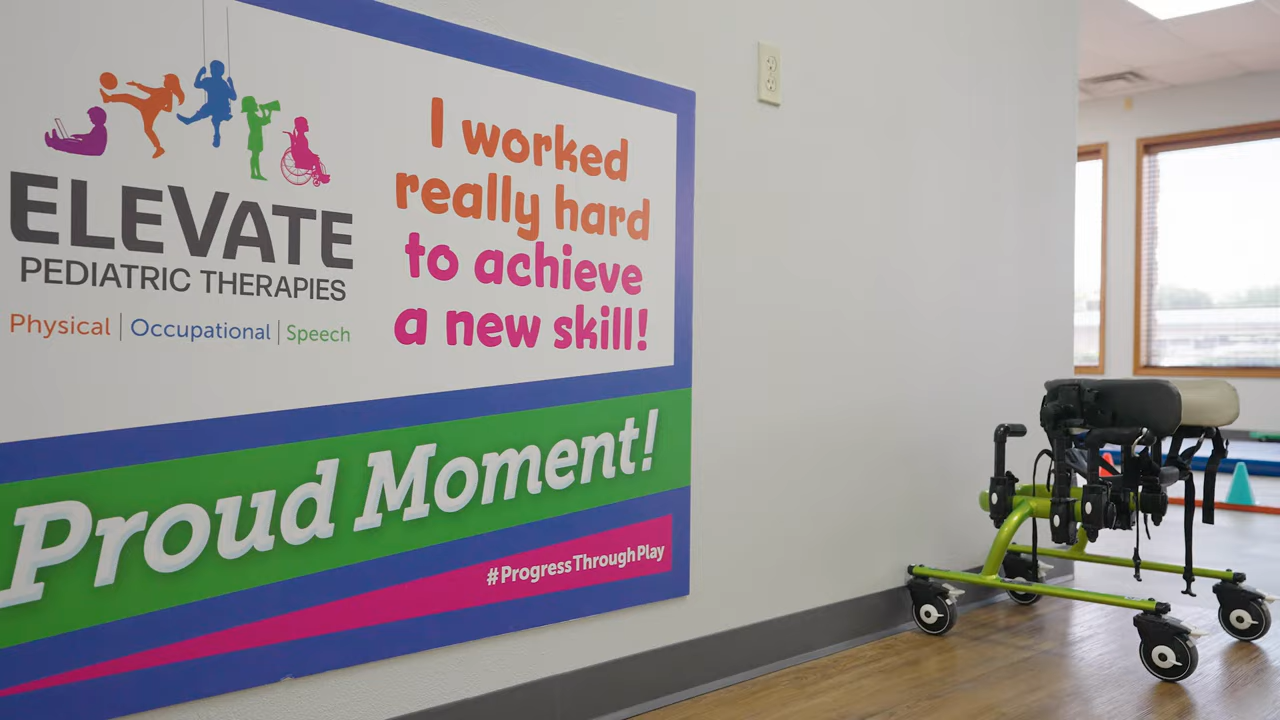 ELEVATE
PEDIATRIC THERAPIES
Physical | Occupational | Speech
I worked
really hard
to achieve
a new skill!
Proud Moment!
#ProgressThroughPlay